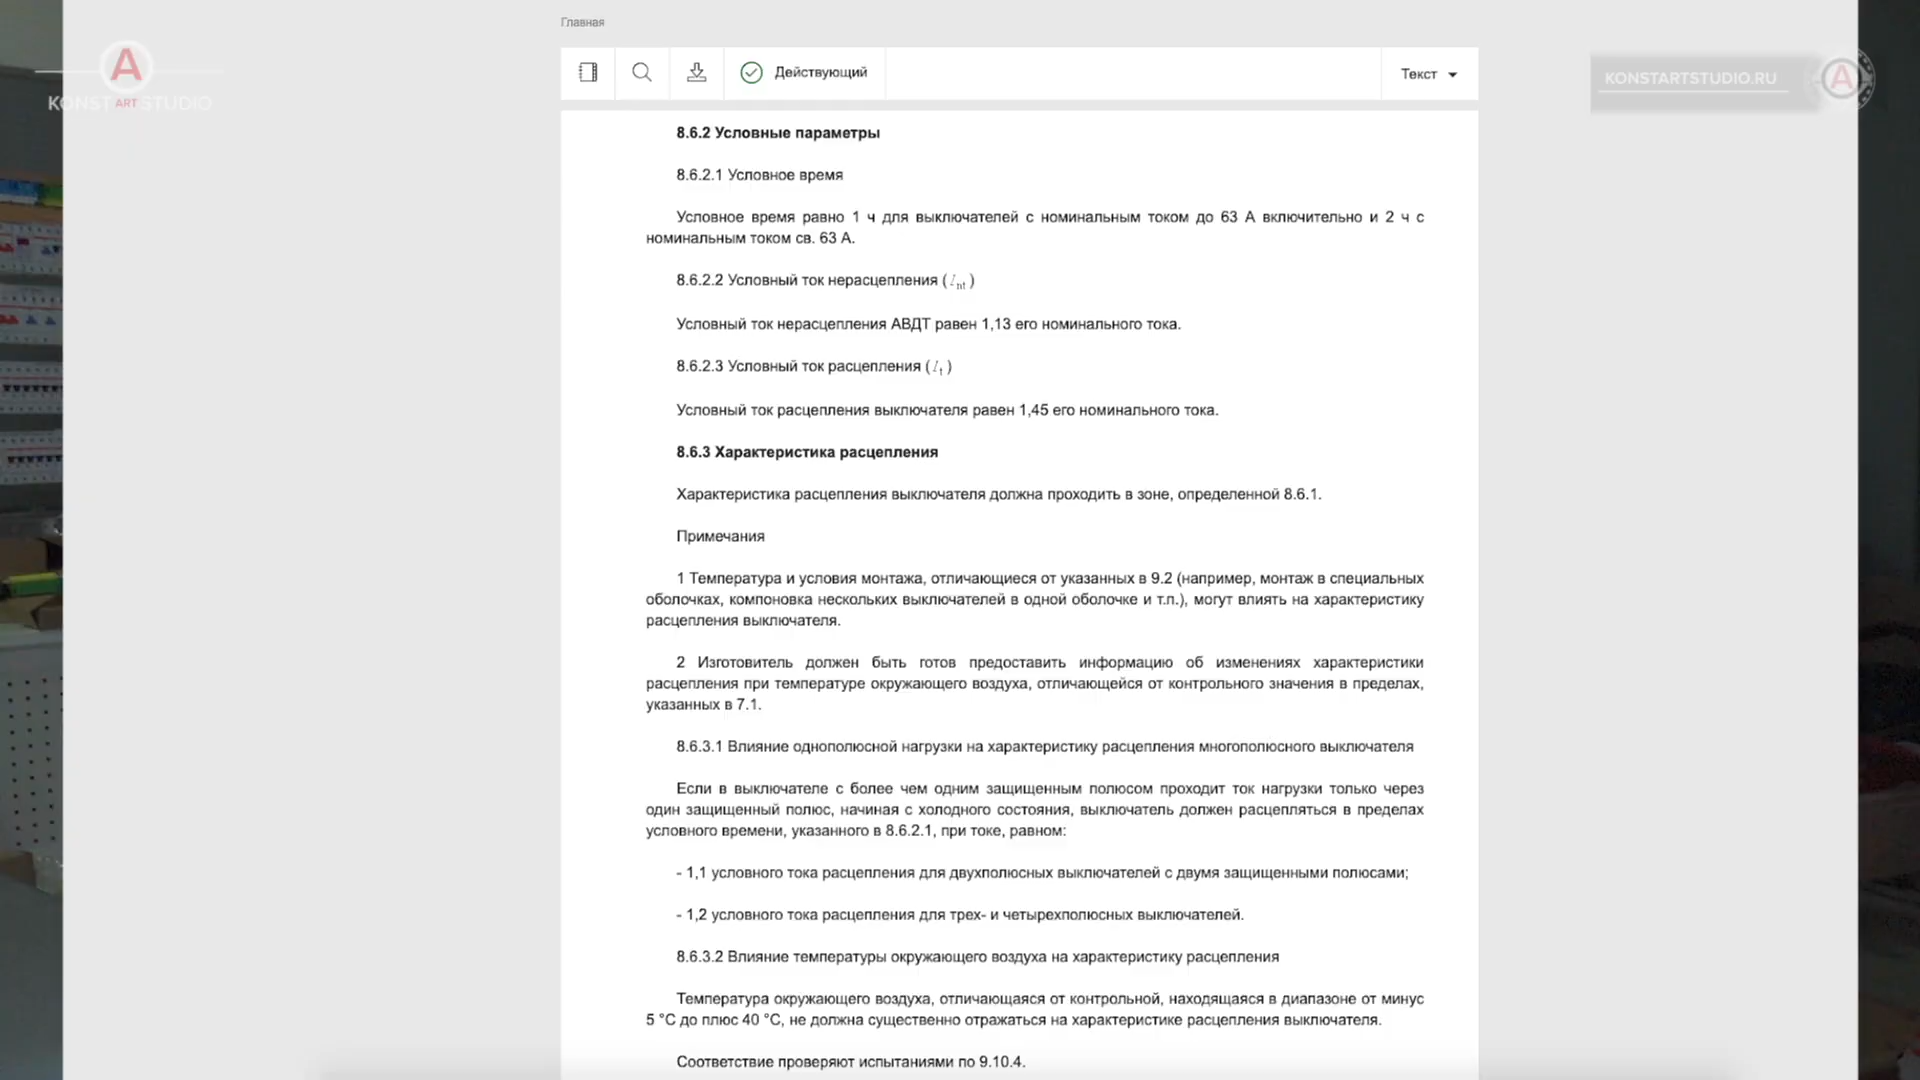 Главная
KONSTARTSTUDIO
Действующий
Текст
KONSTARTSTUDIO.RU
8.6.2 Условные параметры
8.6.2.1 Условное время
Условное время равно 1 ч для выключателей с номинальным током до 63 А включительно и 2 ч с
номинальным током св. 63 А.
8.6.2.2 Условный ток нерасцепления (Int)
Условный ток нерасцепления АВДТ равен 1,13 его номинального тока.
8.6.2.3 Условный ток расцепления (It)
Условный ток расцепления выключателя равен 1,45 его номинального тока.
8.6.3 Характеристика расцепления
Характеристика расцепления выключателя должна проходить в зоне, определенной 8.6.1.
Примечания
1 Температура и условия монтажа, отличающиеся от указанных в 9.2 (например, монтаж в специальных
оболочках, компоновка нескольких выключателей в одной оболочке и т.п.), могут влиять на характеристику
расцепления выключателя.
2 Изготовитель должен быть готов предоставить информацию об изменениях характеристики
расцепления при температуре окружающего воздуха, отличающейся от контрольного значения в пределах,
указанных в 7.1.
8.6.3.1 Влияние однополюсной нагрузки на характеристику расцепления многополюсного выключателя
Если в выключателе с более чем одним защищенным полюсом проходит ток нагрузки только через
один защищенный полюс, начиная с холодного состояния, выключатель должен расцепляться в пределах
условного времени, указанного в 8.6.2.1, при токе, равном:
- 1,1 условного тока расцепления для двухполюсных выключателей с двумя защищенными полюсами;
- 1,2 условного тока расцепления для трех- и четырехполюсных выключателей.
8.6.3.2 Влияние температуры окружающего воздуха на характеристику расцепления
Температура окружающего воздуха, отличающаяся от контрольной, находящаяся в диапазоне от минус
5 °С до плюс 40 °С, не должна существенно отражаться на характеристике расцепления выключателя.
Соответствие проверяют испытаниями по 9.10.4.